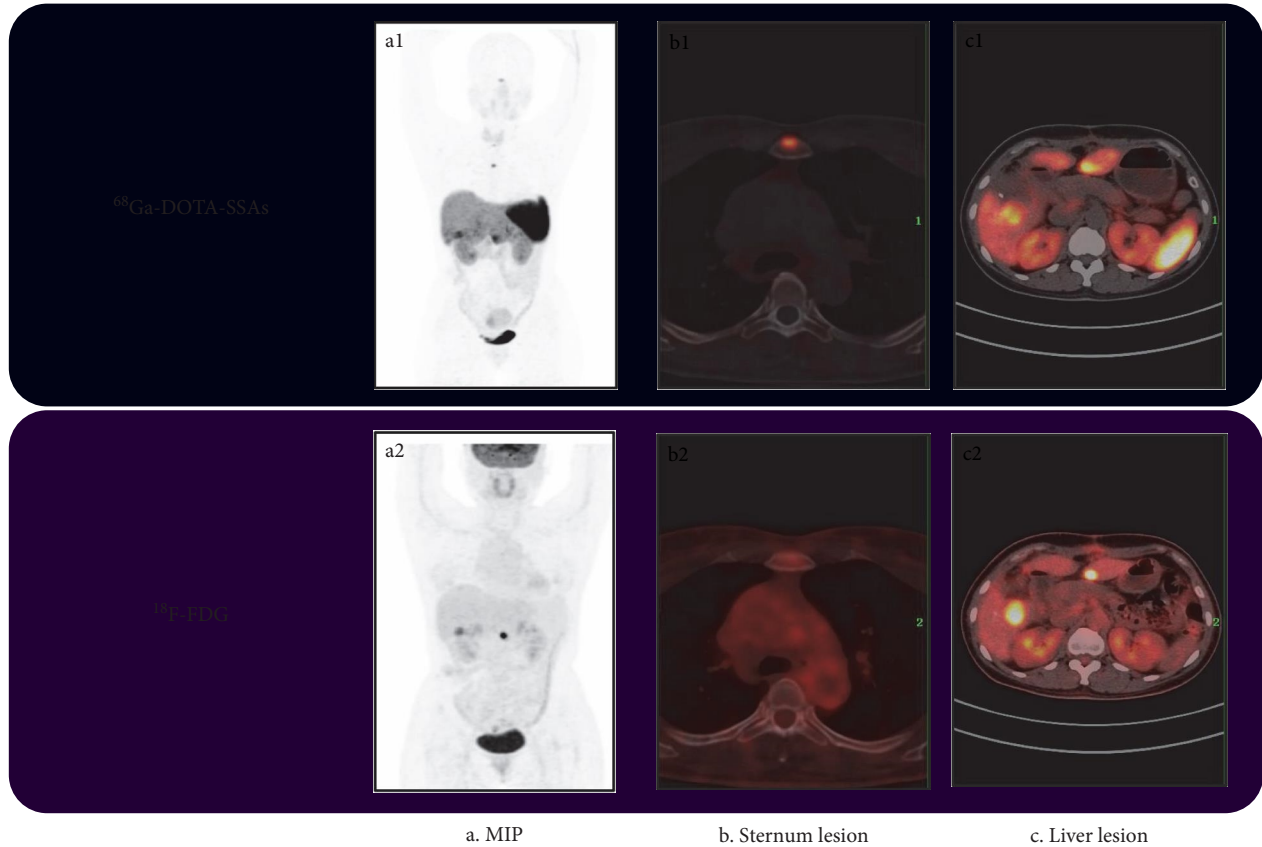 a1
b1
c1
1
1
⁶⁸Ga-DOTA-SSAs
a2
b2
c2
2
2
¹⁸F-FDG
a. MIP
b. Sternum lesion
c. Liver lesion